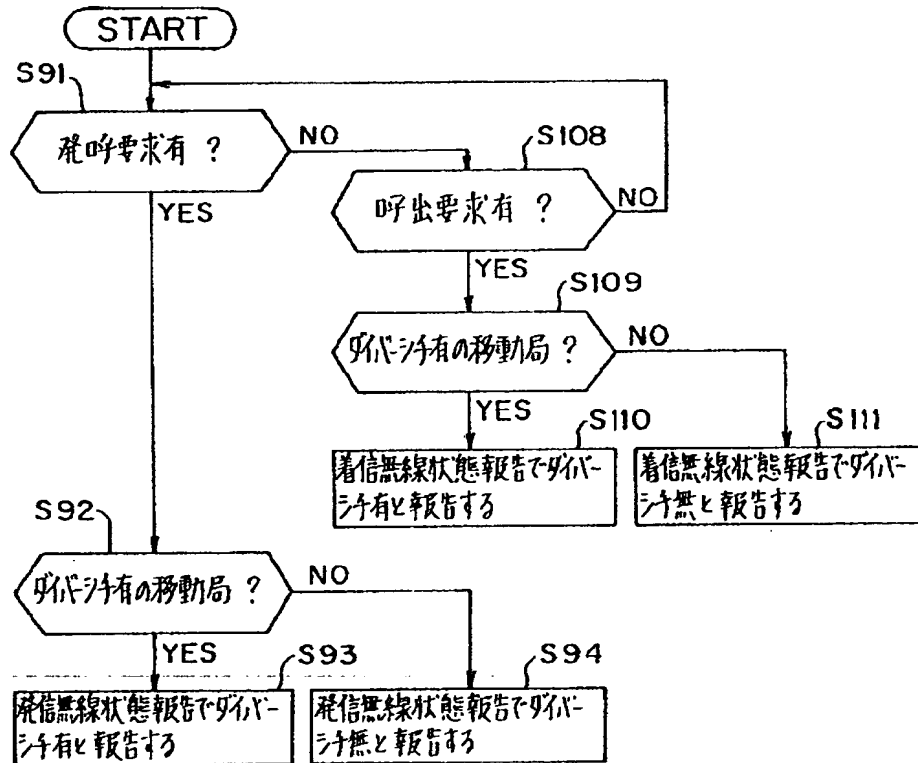 START
S91
発呼要求有 ?
NO
S108
呼出要求有 ?
NO
YES
YES
S109
ダイバーシチ有の移動局 ?
NO
YES
S110
着信無線状態報告でダイバー
シチ有と報告する
S111
着信無線状態報告でダイバー
シチ無と報告する
S92
ダイバーシチ有の移動局 ?
NO
YES
S93
発信無線状態報告でダイバー
シチ有と報告する
S94
発信無線状態報告でダイバー
シチ無と報告する